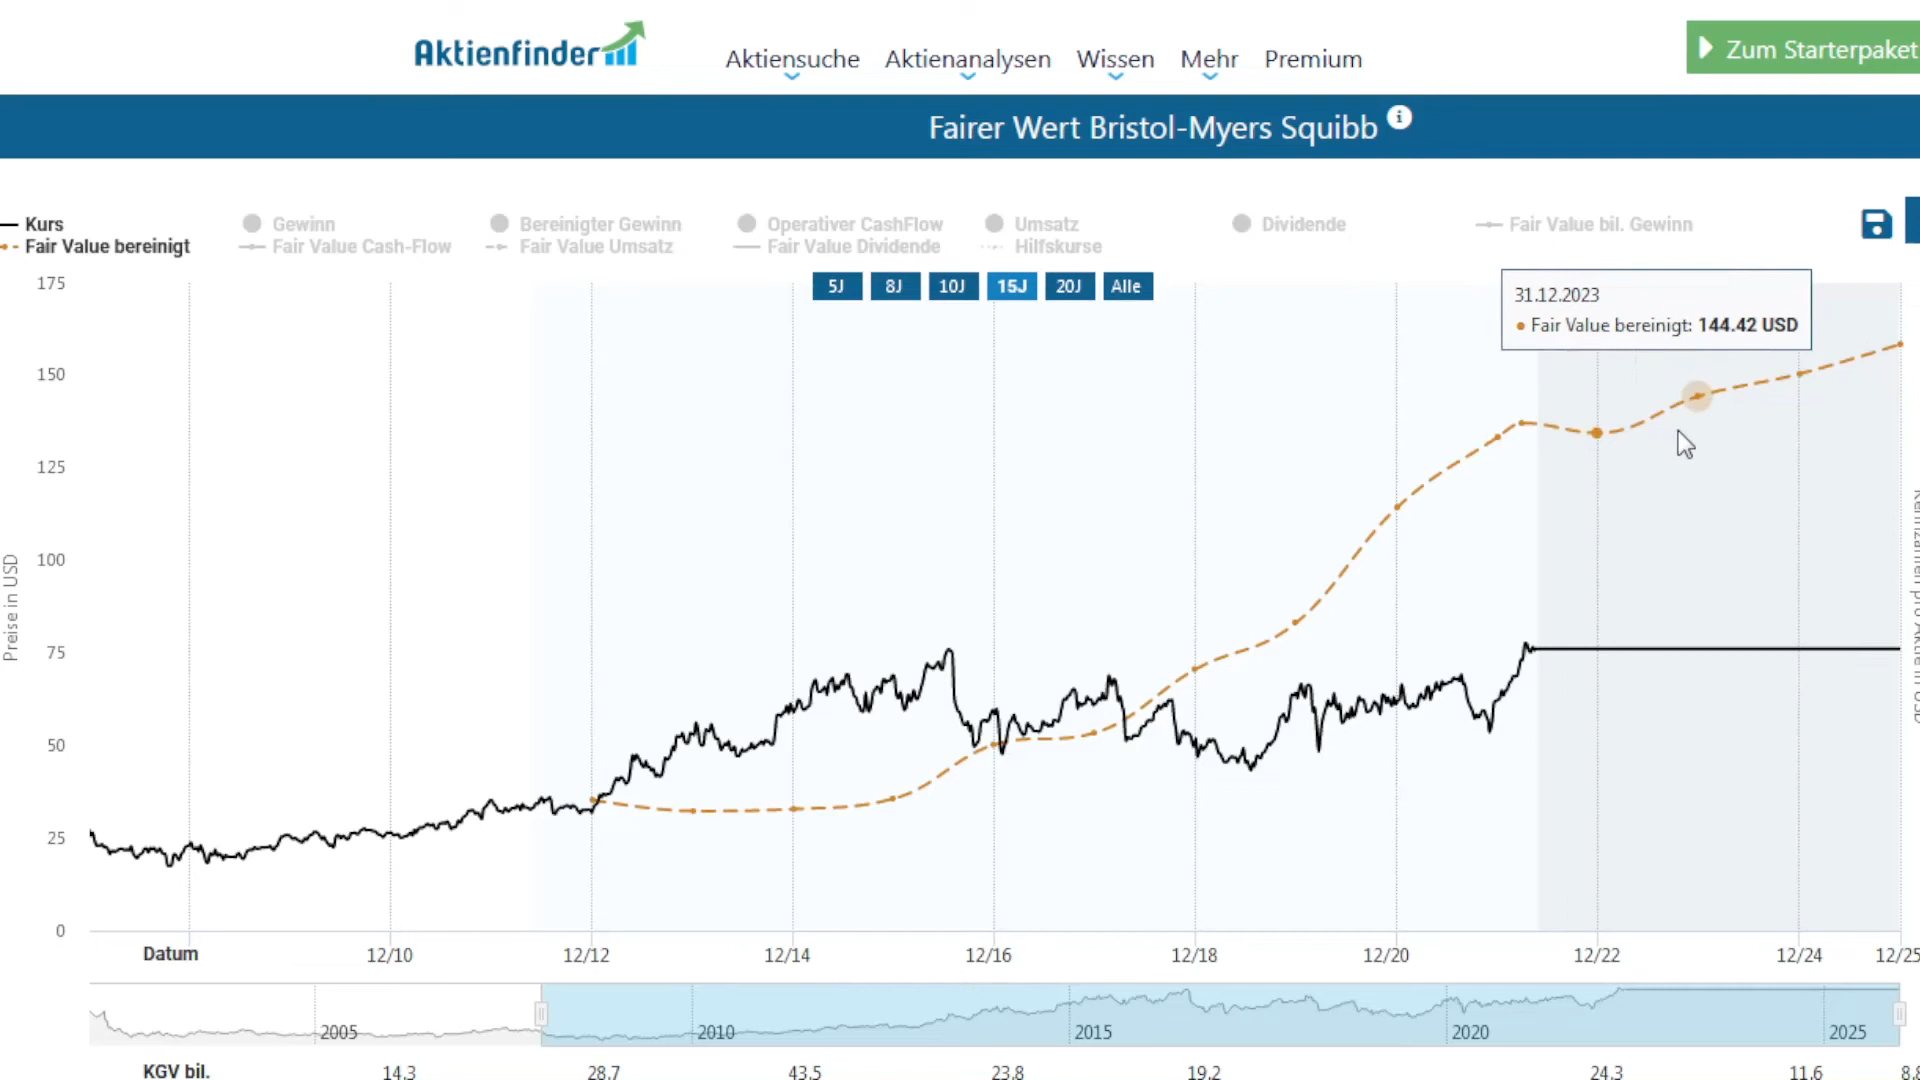 Aktienfinder
Aktiensuche Aktienanalysen Wissen Mehr Premium
Zum Starterpaket
Fairer Wert Bristol-Myers Squibb
Kurs Gewinn Bereinigter Gewinn Operativer CashFlow Umsatz Dividende Fair Value bil. Gewinn
Fair Value bereinigt Fair Value Cash-Flow Fair Value Umsatz Fair Value Dividende Hilfskurse
5J 8J 10J 15J 20J Alle
31.12.2023
Fair Value bereinigt: 144.42 USD
175
150
125
100
75
50
25
0
Preise in USD
Datum 12/10 12/12 12/14 12/16 12/18 12/20 12/22 12/24 12/25
2005 2010 2015 2020 2025
KGV bil. 14.3 28.7 43.5 23.8 19.2 24.3 11.6 8.8